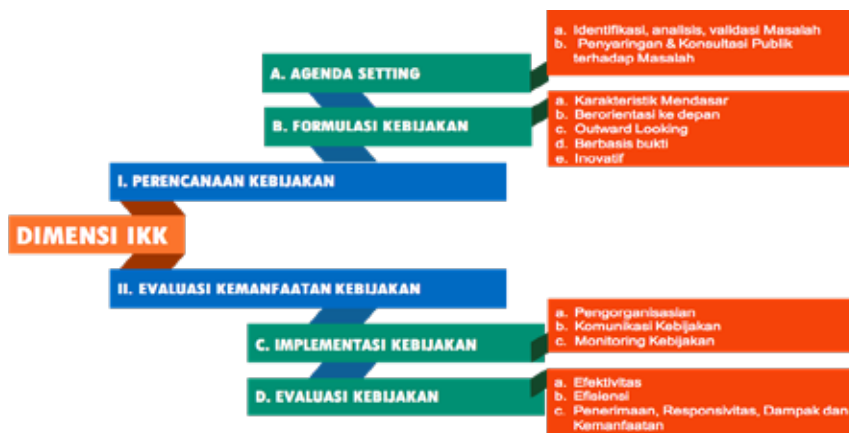 a. Identifikasi, analisis, validasi Masalah
b. Penyaringan & Konsultasi Publik
terhadap Masalah
A. AGENDA SETTING
a. Karakteristik Mendasar
b. Berorientasi ke depan
c. Outward Looking
d. Berbasis bukti
e. Inovatif
B. FORMULASI KEBIJAKAN
I. PERENCANAAN KEBIJAKAN
DIMENSI IKK
II. EVALUASI KEMANFAATAN KEBIJAKAN
a. Pengorganisasian
b. Komunikasi Kebijakan
c. Monitoring Kebijakan
C. IMPLEMENTASI KEBIJAKAN
a. Efektivitas
b. Efisiensi
c. Penerimaan, Responsivitas, Dampak dan
Kemanfaatan
D. EVALUASI KEBIJAKAN